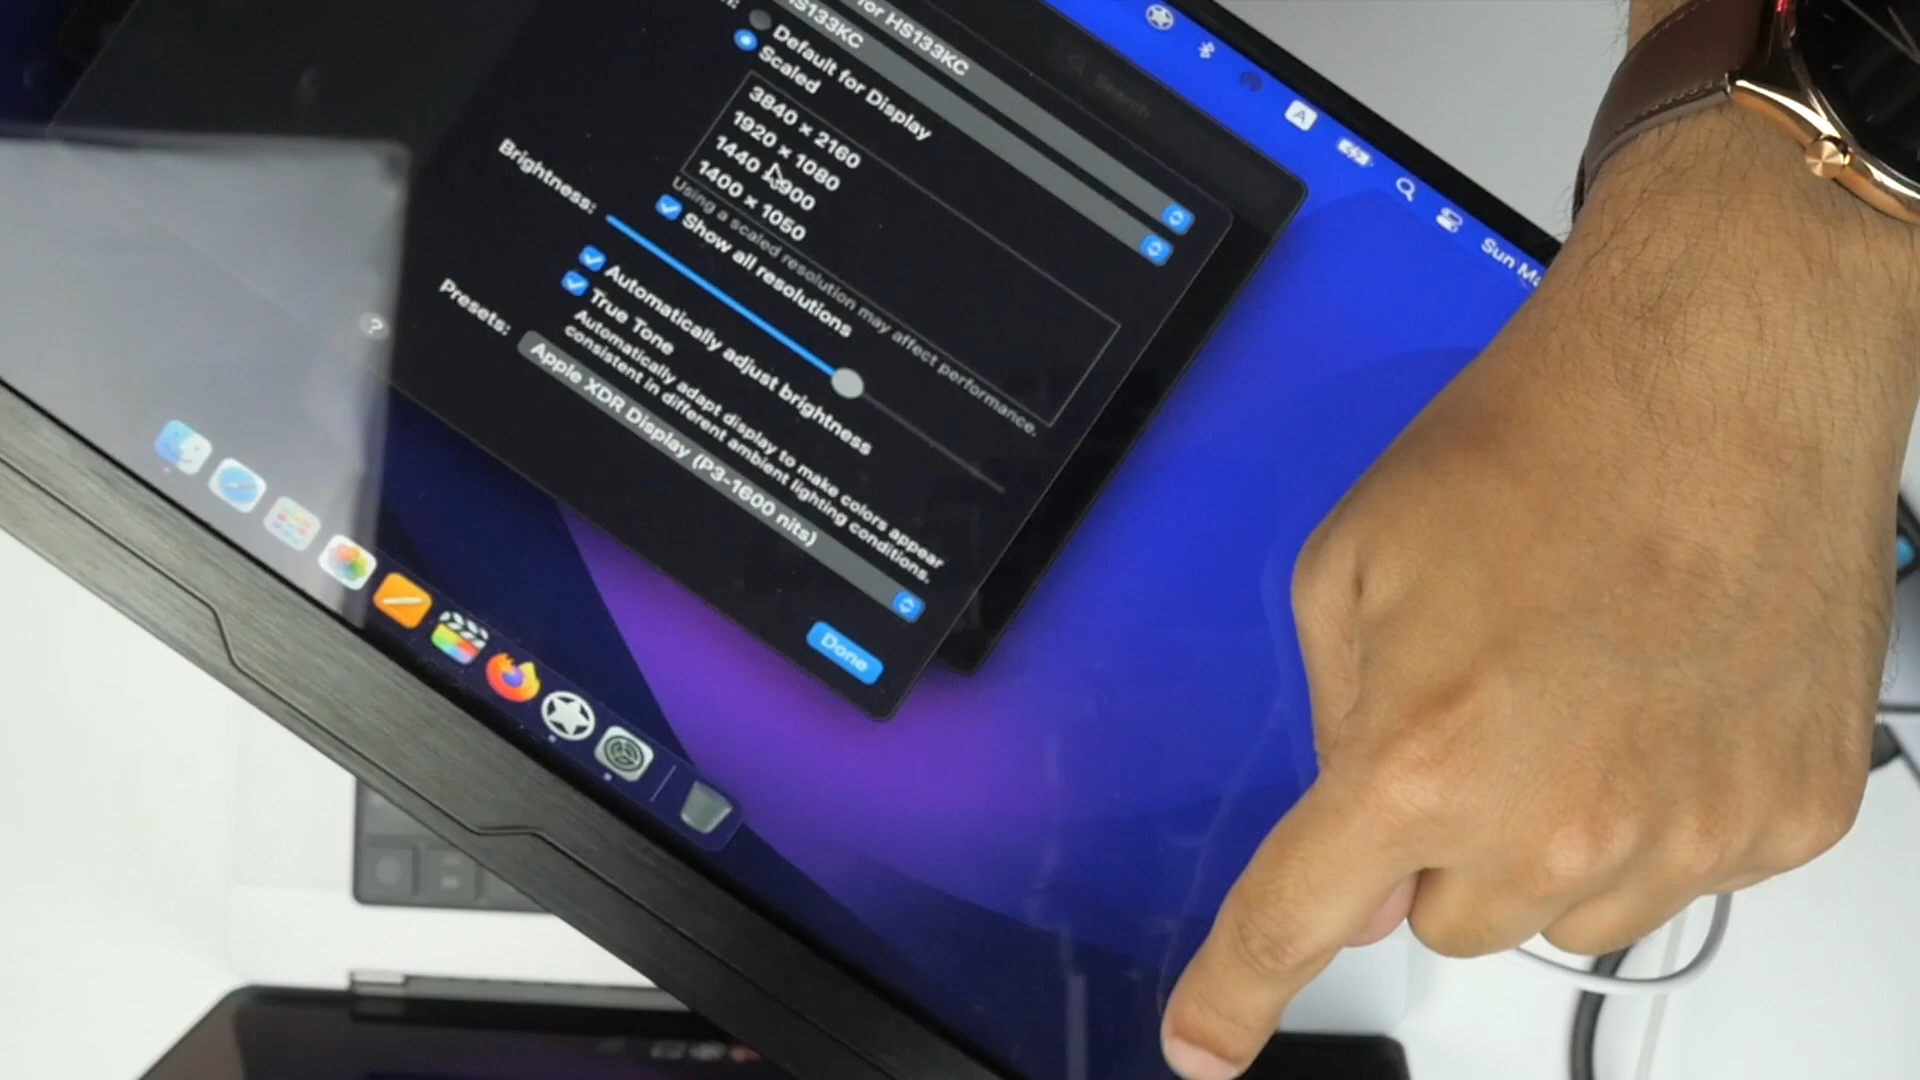 for HS133KC
HS133KC
Search
A
Sun
Default for Display
Scaled
3840 × 2160
1920 × 1080
1440 × 900
1400 × 1050
Using a scaled resolution may affect performance.
Show all resolutions
Brightness:
Automatically adjust brightness
True Tone
Automatically adapt display to make colors appear
consistent in different ambient lighting conditions.
Presets:
Apple XDR Display (P3-1600 nits)
?
Done